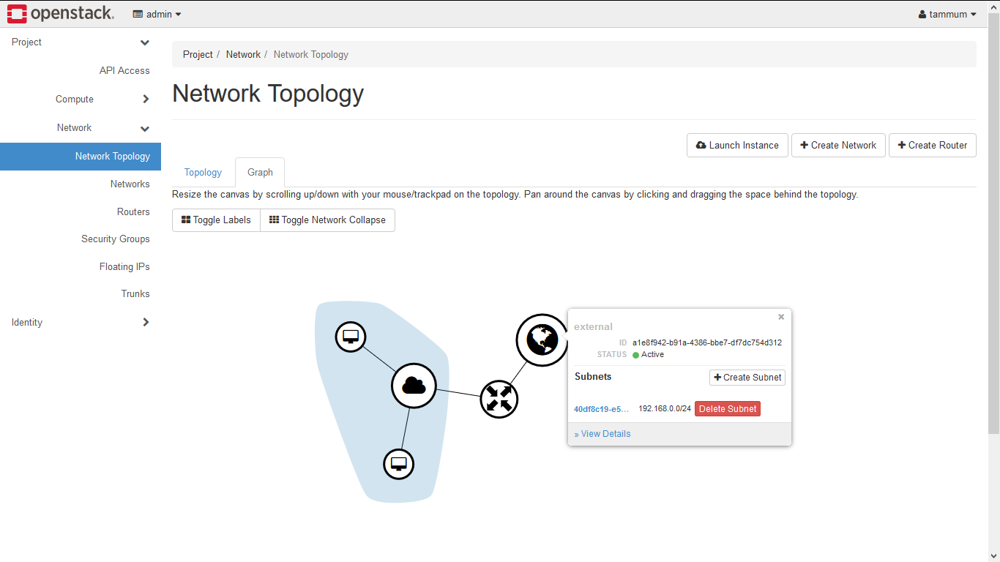 openstack. admin tammum
Project
API Access
Compute
Network
Network Topology
Networks
Routers
Security Groups
Floating IPs
Trunks
Identity
Project / Network / Network Topology
Network Topology
Launch Instance Create Network Create Router
Topology Graph
Resize the canvas by scrolling up/down with your mouse/trackpad on the topology. Pan around the canvas by clicking and dragging the space behind the topology.
Toggle Labels Toggle Network Collapse
external
ID a1e8f942-b91a-4386-bbe7-df7dc754d312
STATUS Active
Subnets Create Subnet
40df8c19-e5... 192.168.0.0/24 Delete Subnet
» View Details